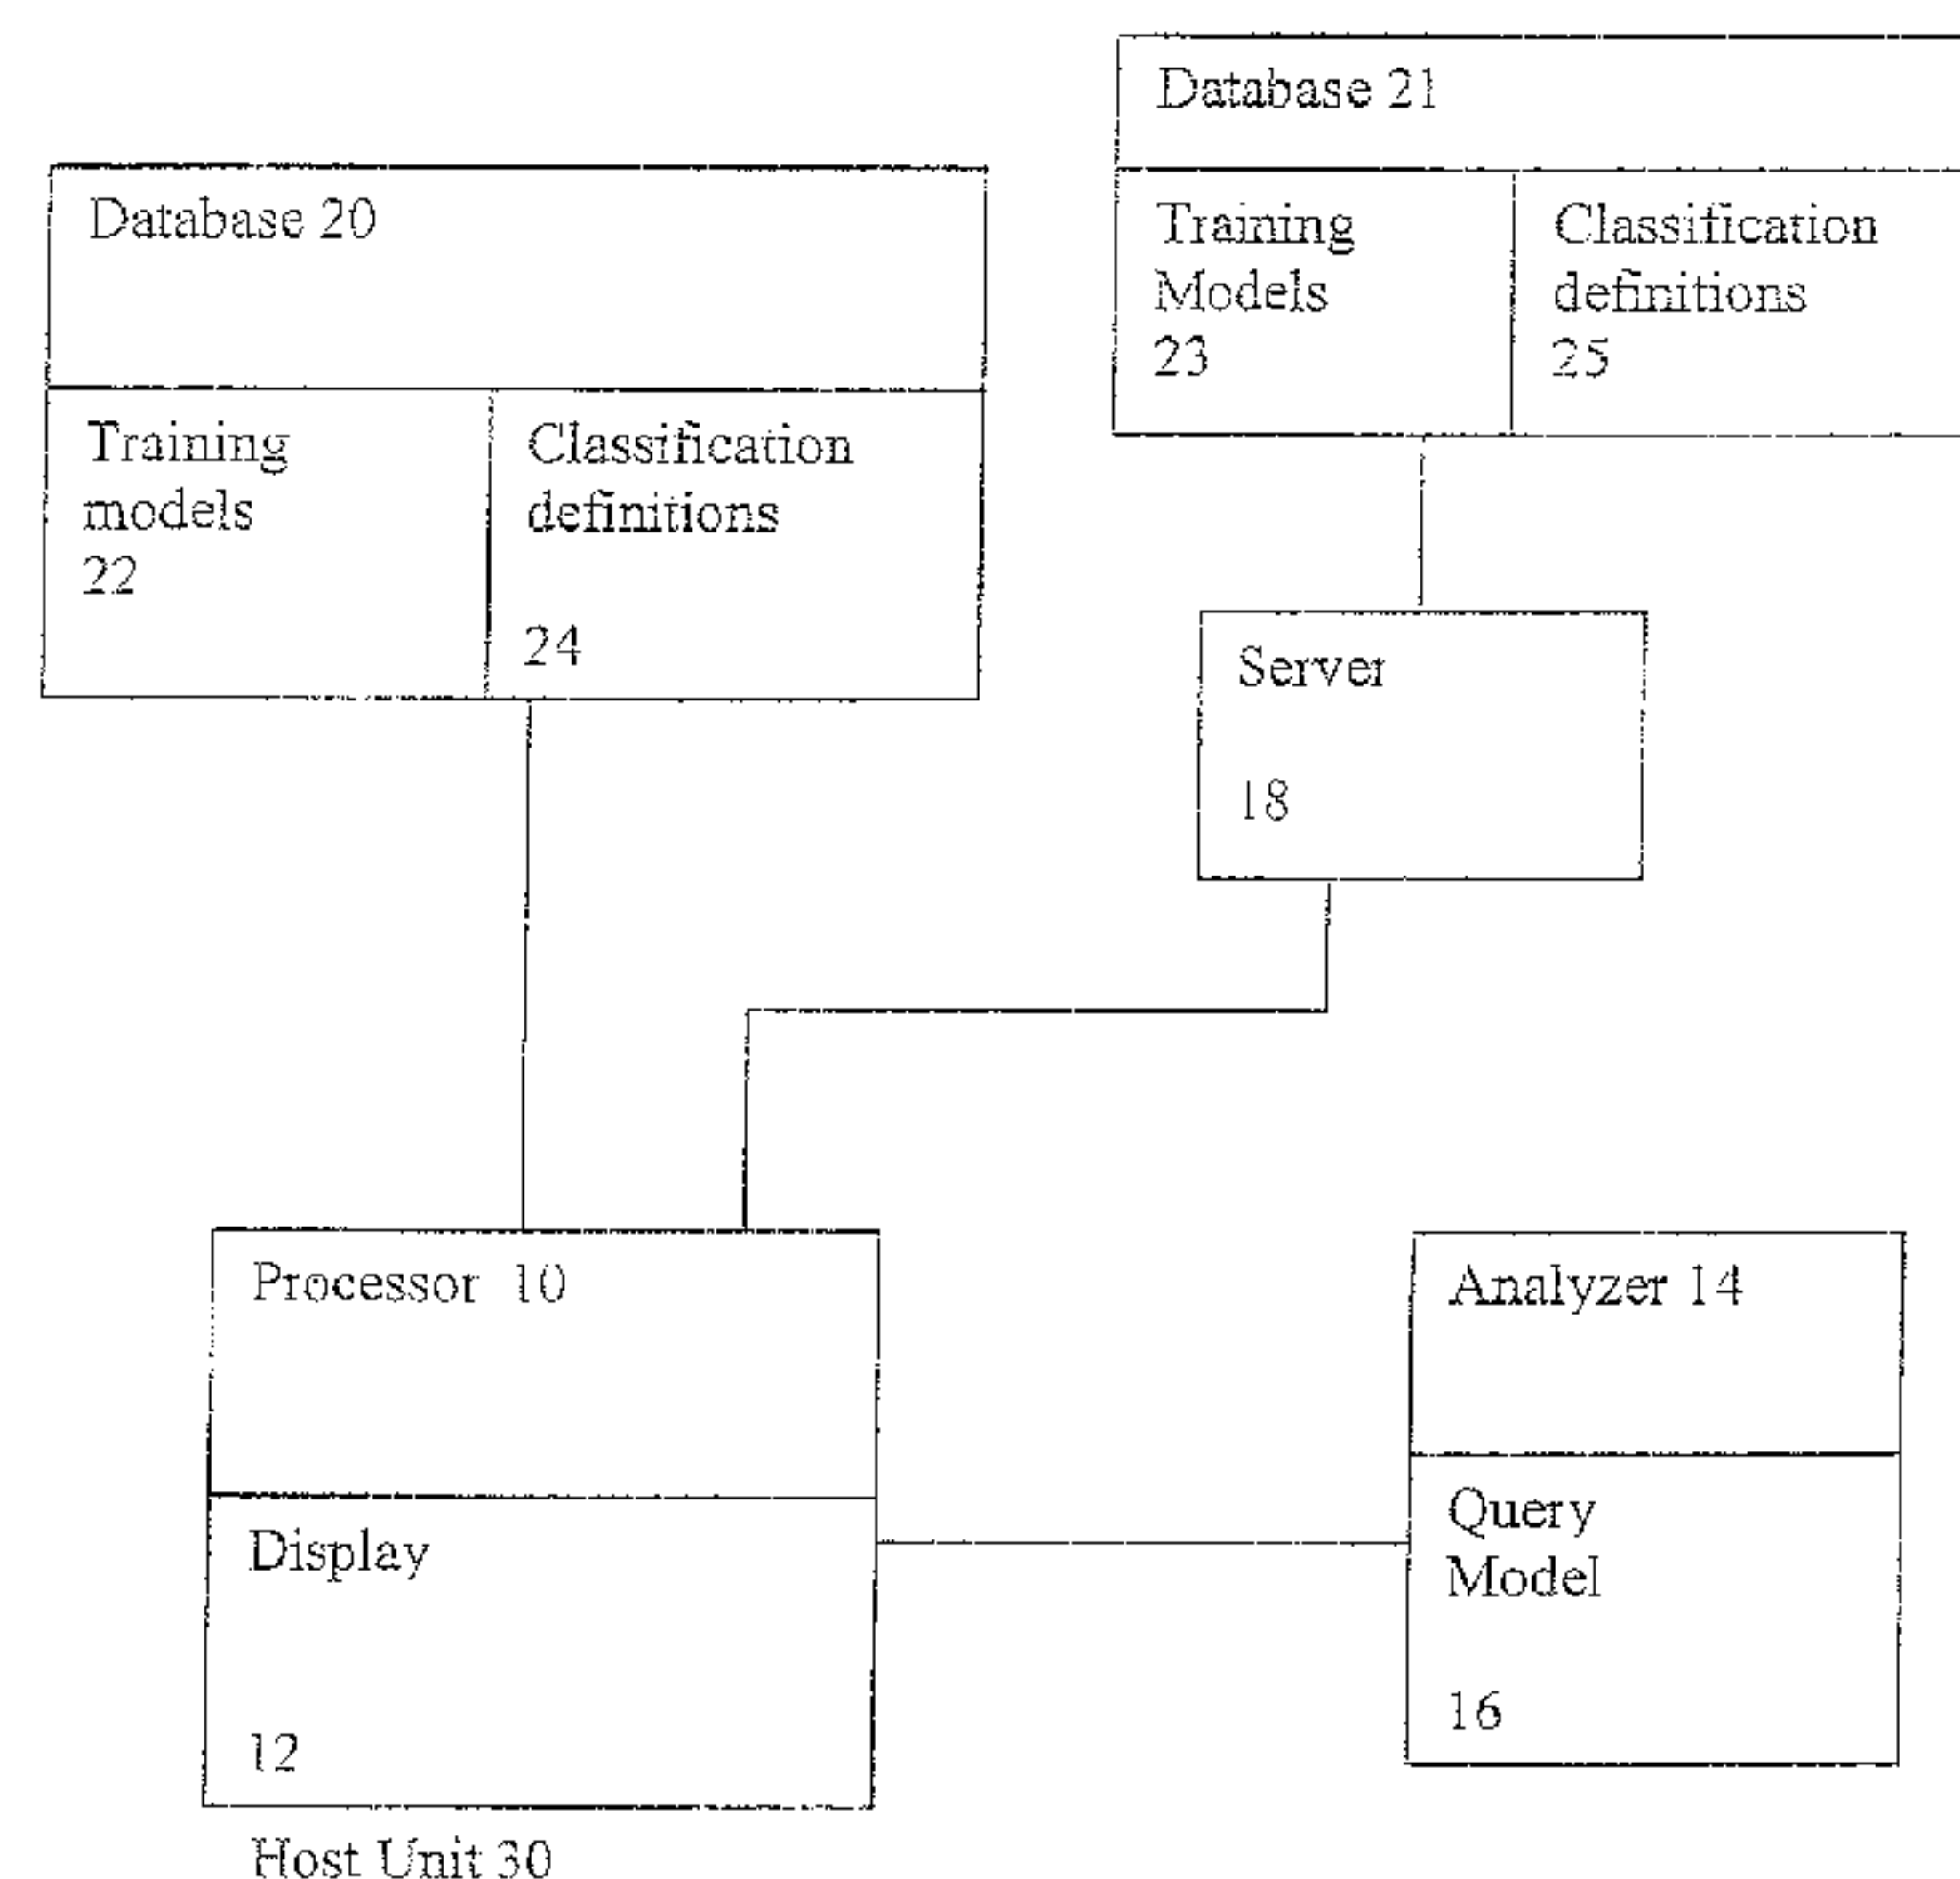 Database 21
Training
Models
23
Classification
definitions
25
Database 20
Training
models
22
Classification
definitions
24
Server
18
Processor 10
Display
12
Host Unit 30
Analyzer 14
Query
Model
16